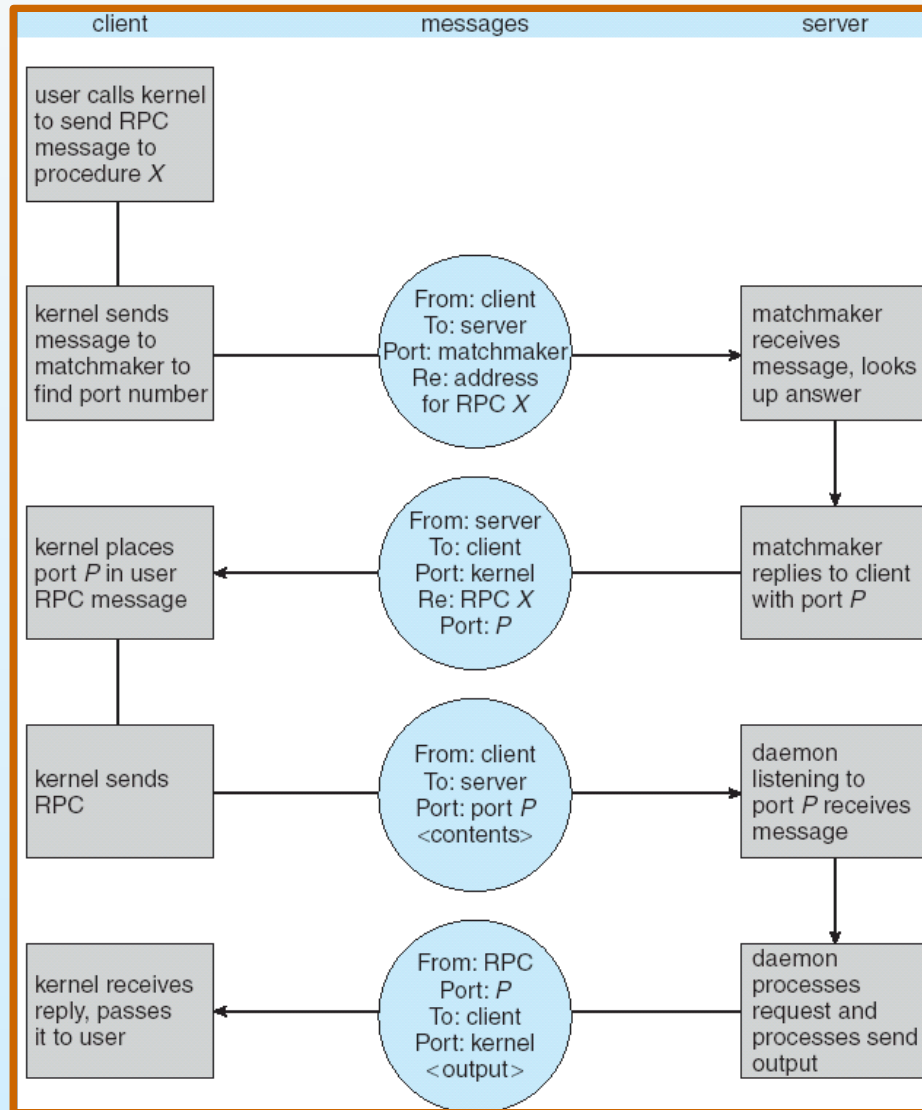 client
messages
server
user calls kernel
to send RPC
message to
procedure X
kernel sends
message to
matchmaker to
find port number
From: client
To: server
Port: matchmaker
Re: address
for RPC X
matchmaker
receives
message, looks
up answer
kernel places
port P in user
RPC message
From: server
To: client
Port: kernel
Re: RPC X
Port: P
matchmaker
replies to client
with port P
kernel sends
RPC
From: client
To: server
Port: port P
<contents>
daemon
listening to
port P receives
message
kernel receives
reply, passes
it to user
From: RPC
Port: P
To: client
Port: kernel
<output>
daemon
processes
request and
processes send
output